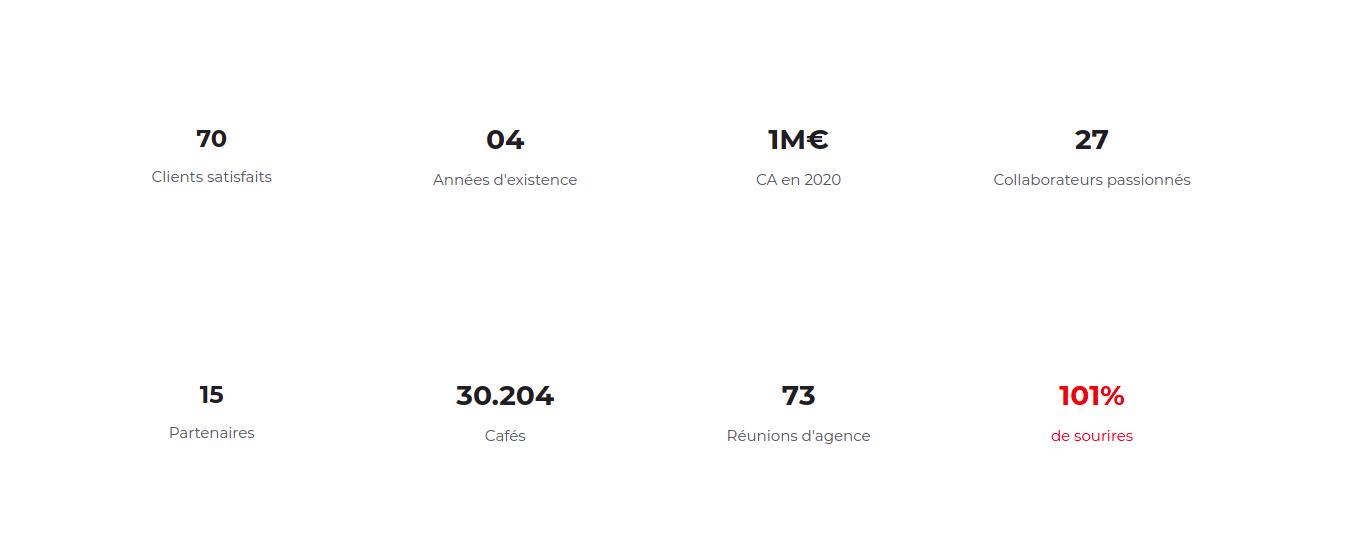 70
04
1M€
27
Clients satisfaits
Années d'existence
CA en 2020
Collaborateurs passionnés
15
30.204
73
101%
Partenaires
Cafés
Réunions d'agence
de sourires